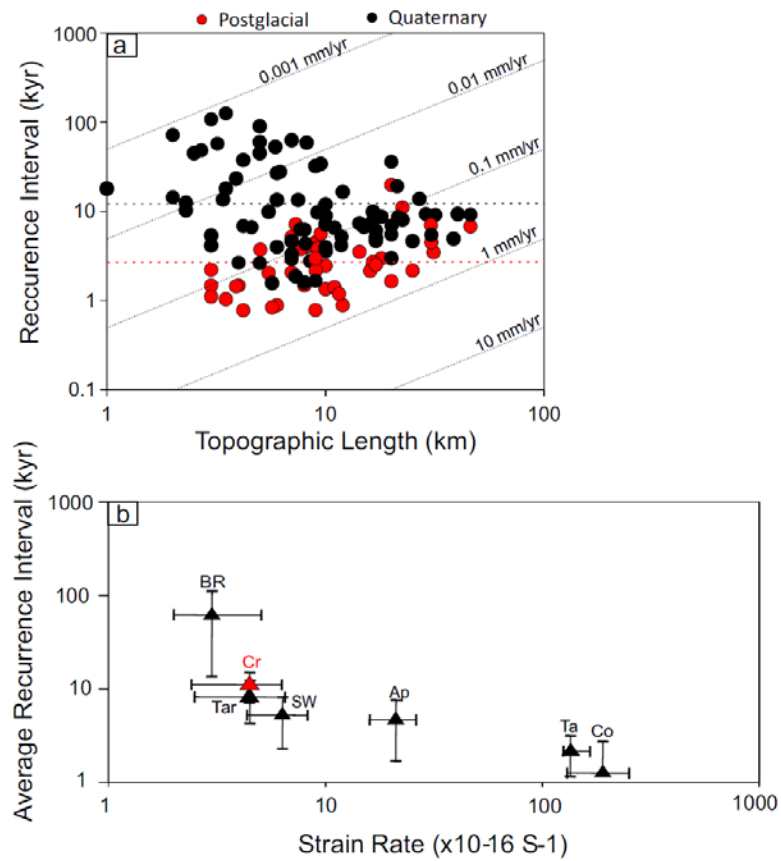 Postglacial Quaternary
a
Reccurence Interval (kyr)
1000
100
10
1
0.1
0.001 mm/yr
0.01 mm/yr
0.1 mm/yr
1 mm/yr
10 mm/yr
1 10 100
Topographic Length (km)
b
Average Recurrence Interval (kyr)
1000
100
10
1
BR
Cr
Tar
SW
Ap
Ta
Co
1 10 100 1000
Strain Rate (x10-16 S-1)